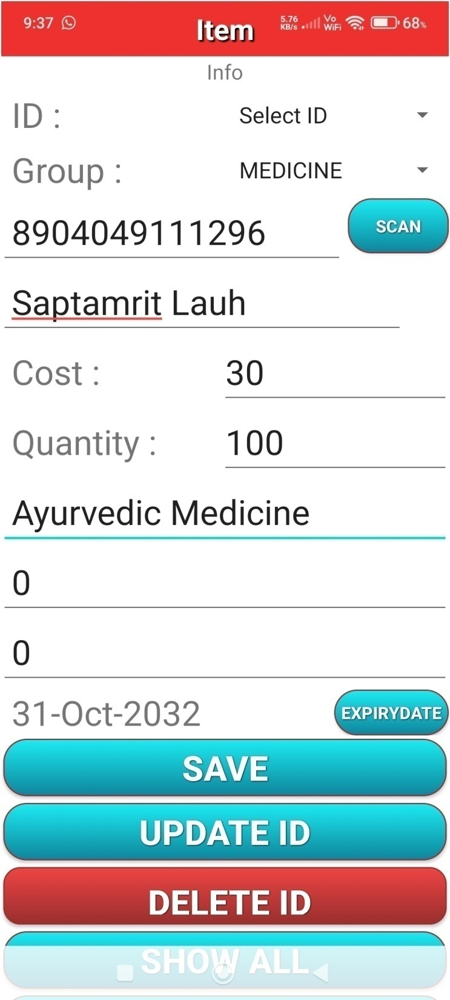 9:37 5.76 KB/s Vo WiFi 68%
Item
Info
ID : Select ID
Group : MEDICINE
8904049111296 SCAN
Saptamrit Lauh
Cost : 30
Quantity : 100
Ayurvedic Medicine
0
0
31-Oct-2032 EXPIRYDATE
SAVE
UPDATE ID
DELETE ID
SHOW ALL